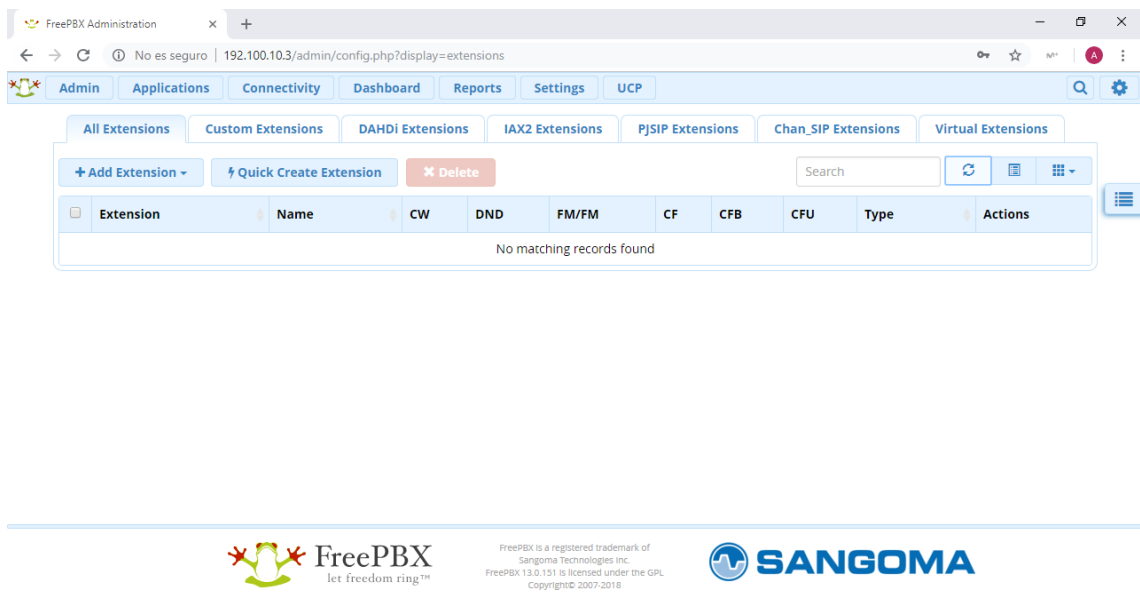 FreePBX Administration
No es seguro | 192.100.10.3/admin/config.php?display=extensions
A
Admin Applications Connectivity Dashboard Reports Settings UCP
All Extensions Custom Extensions DAHDi Extensions IAX2 Extensions PJSIP Extensions Chan_SIP Extensions Virtual Extensions
+ Add Extension Quick Create Extension Delete Search
Extension Name CW DND FM/FM CF CFB CFU Type Actions
No matching records found
FreePBX
let freedom ring™
FreePBX is a registered trademark of
Sangoma Technologies Inc.
FreePBX 13.0.151 is licensed under the GPL
Copyright© 2007-2018
SANGOMA